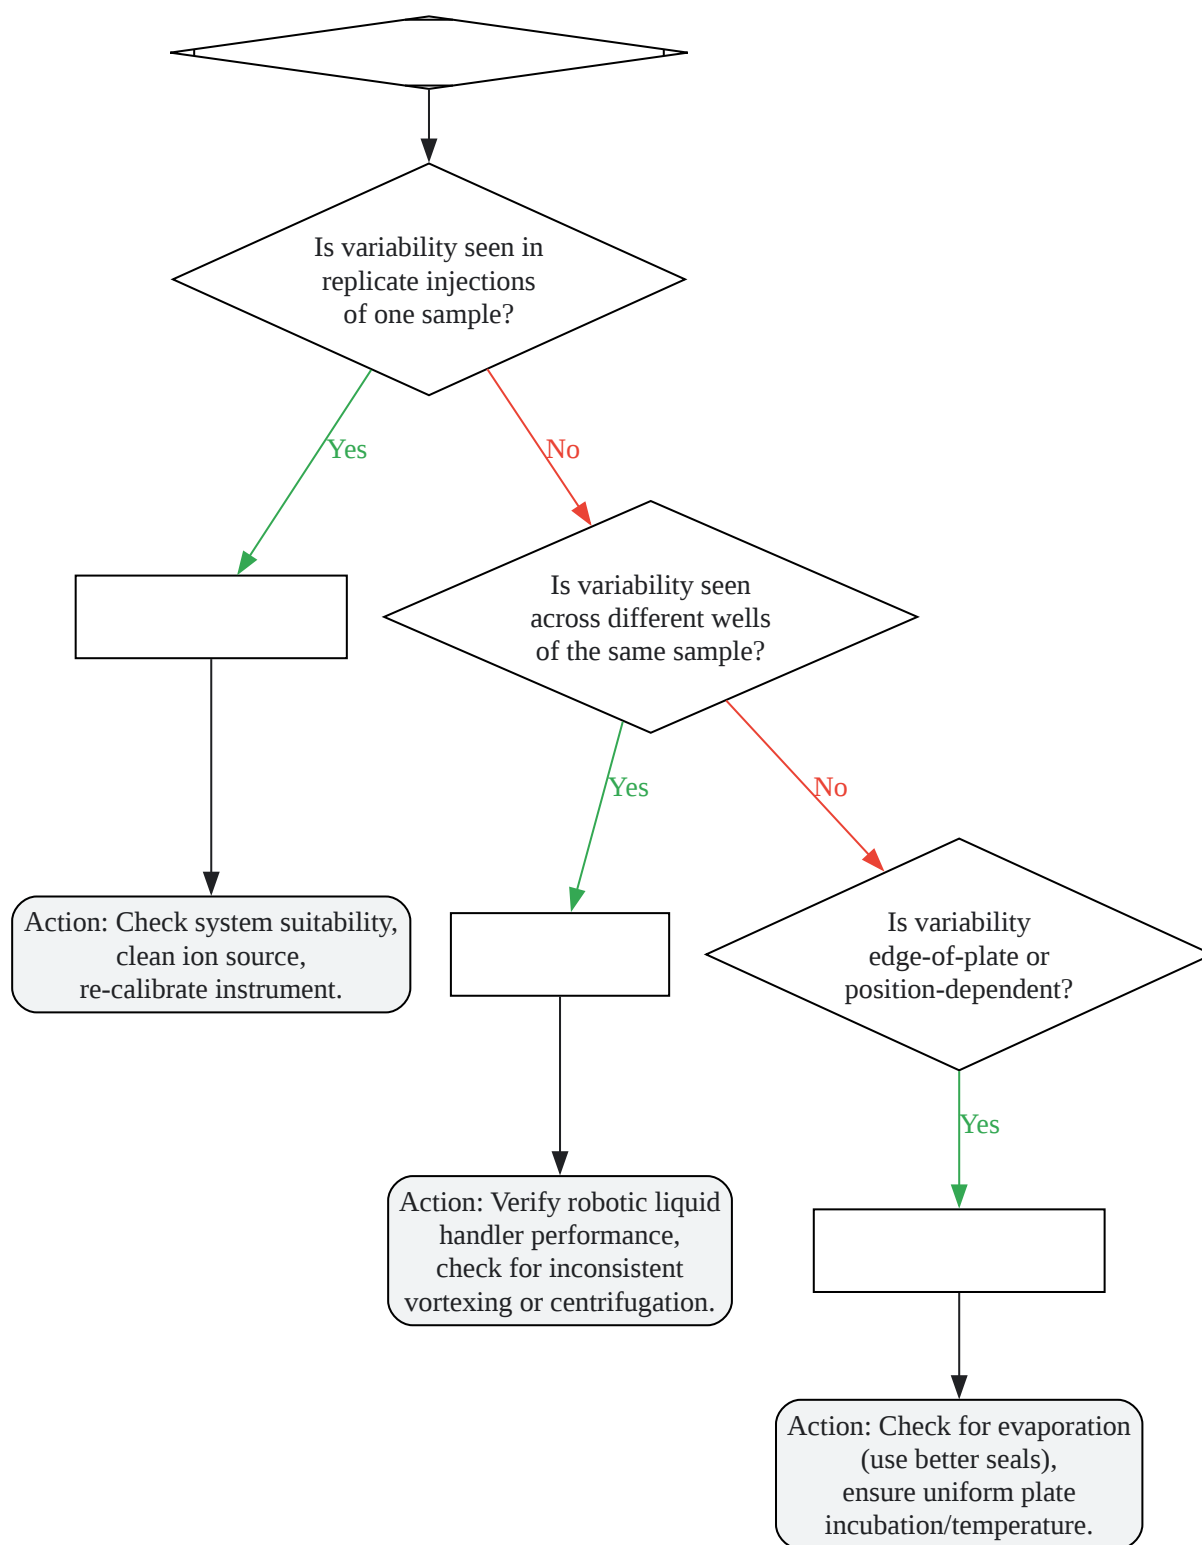 Is variability seen in
replicate injections
of one sample?
Yes
No
Is variability seen
across different wells
of the same sample?
Yes
No
Action: Check system suitability,
clean ion source,
re-calibrate instrument.
Is variability
edge-of-plate or
position-dependent?
Yes
Action: Verify robotic liquid
handler performance,
check for inconsistent
vortexing or centrifugation.
Action: Check for evaporation
(use better seals),
ensure uniform plate
incubation/temperature.